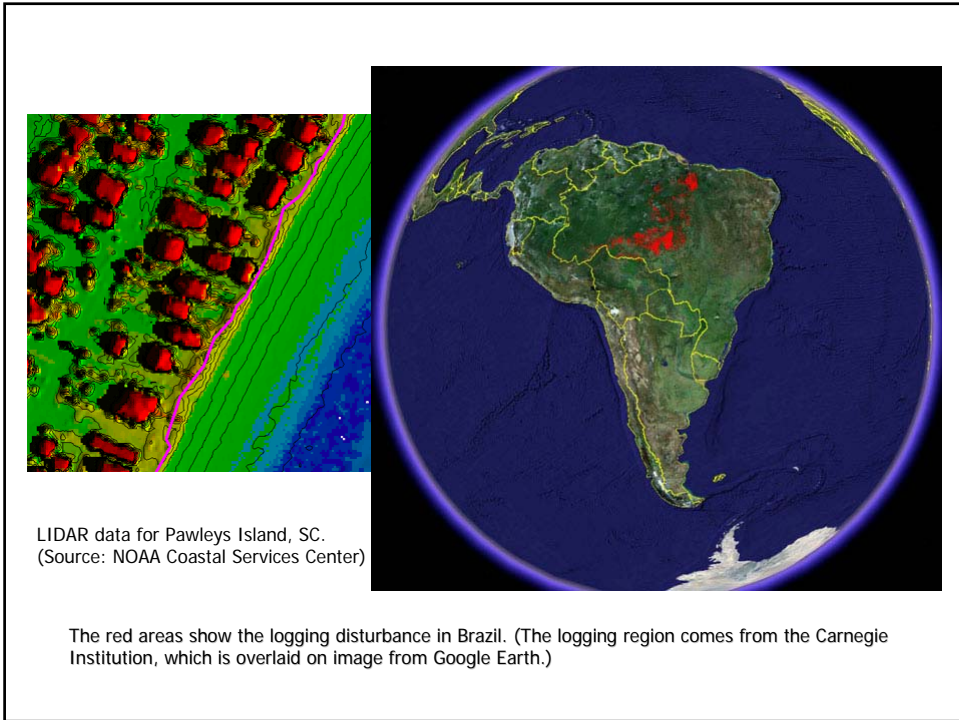 LIDAR data for Pawleys Island, SC.
(Source: NOAA Coastal Services Center)
The red areas show the logging disturbance in Brazil. (The logging region comes from the Carnegie
Institution, which is overlaid on image from Google Earth.)